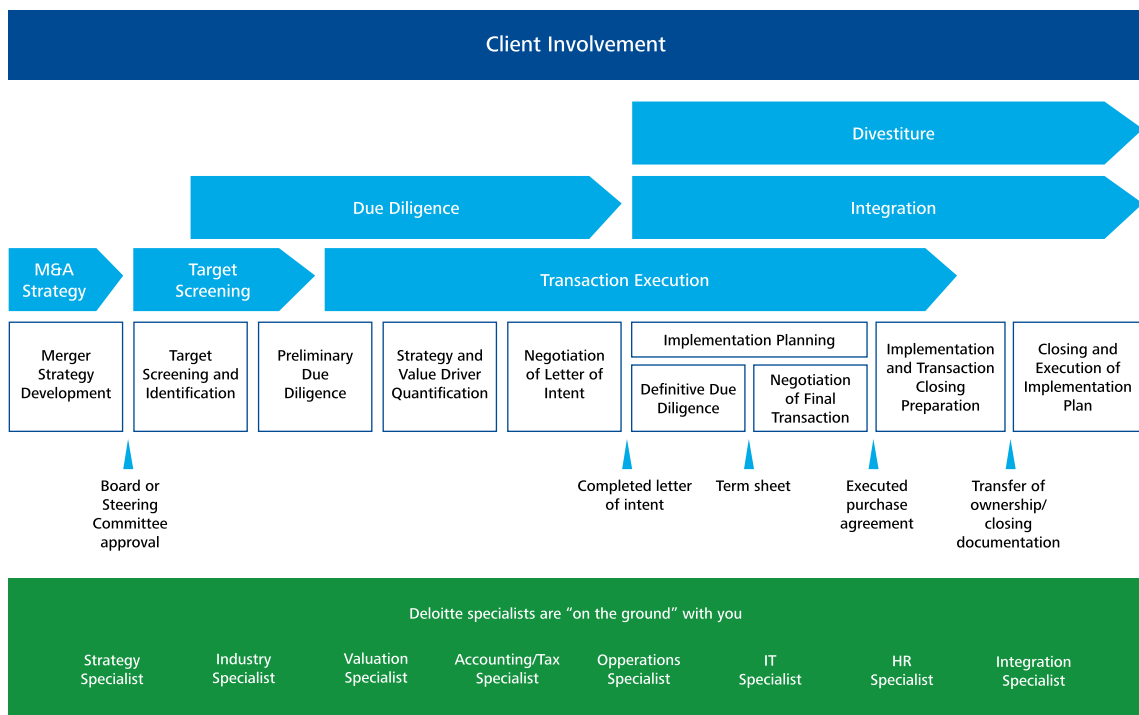 Client Involvement
Divestiture
Due Diligence
Integration
M&A
Strategy
Target
Screening
Transaction Execution
Merger
Strategy
Development
Target
Screening and
Identification
Preliminary
Due
Diligence
Strategy and
Value Driver
Quantification
Negotiation
of Letter of
Intent
Implementation Planning
Definitive Due
Diligence
Negotiation
of Final
Transaction
Implementation
and Transaction
Closing
Preparation
Closing and
Execution of
Implementation
Plan
Board or
Steering
Committee
approval
Completed letter
of intent
Term sheet
Executed
purchase
agreement
Transfer of
ownership/
closing
documentation
Deloitte specialists are “on the ground” with you
Strategy
Specialist
Industry
Specialist
Valuation
Specialist
Accounting/Tax
Specialist
Opperations
Specialist
IT
Specialist
HR
Specialist
Integration
Specialist